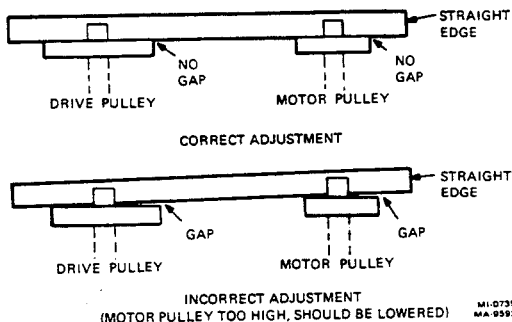 STRAIGHT
EDGE
NO
GAP
NO
GAP
DRIVE PULLEY
MOTOR PULLEY
CORRECT ADJUSTMENT
STRAIGHT
EDGE
GAP
GAP
DRIVE PULLEY
MOTOR PULLEY
INCORRECT ADJUSTMENT
(MOTOR PULLEY TOO HIGH, SHOULD BE LOWERED)